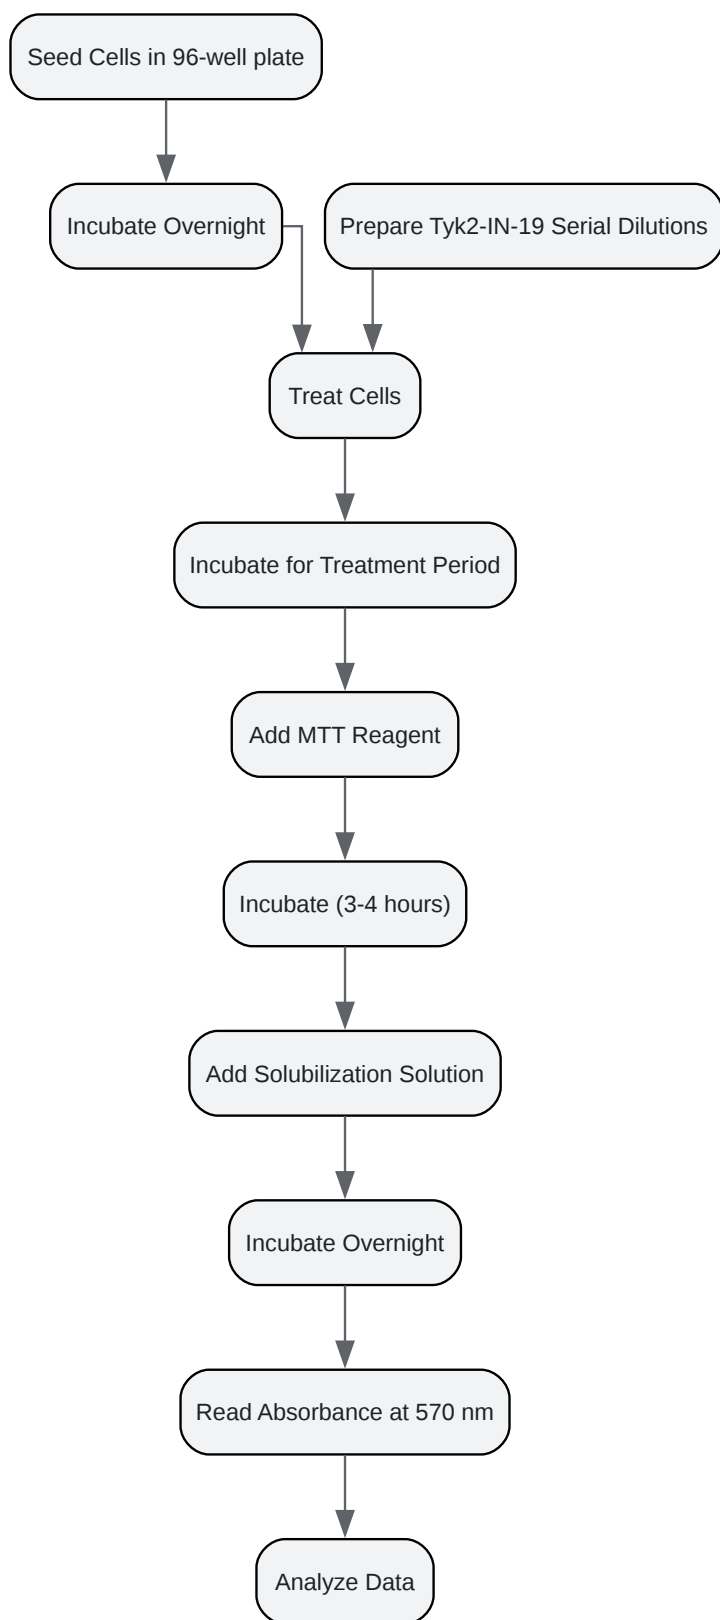 Seed Cells in 96-well plate
Incubate Overnight
Prepare Tyk2-IN-19 Serial Dilutions
Treat Cells
Incubate for Treatment Period
Add MTT Reagent
Incubate (3-4 hours)
Add Solubilization Solution
Incubate Overnight
Read Absorbance at 570 nm
Analyze Data